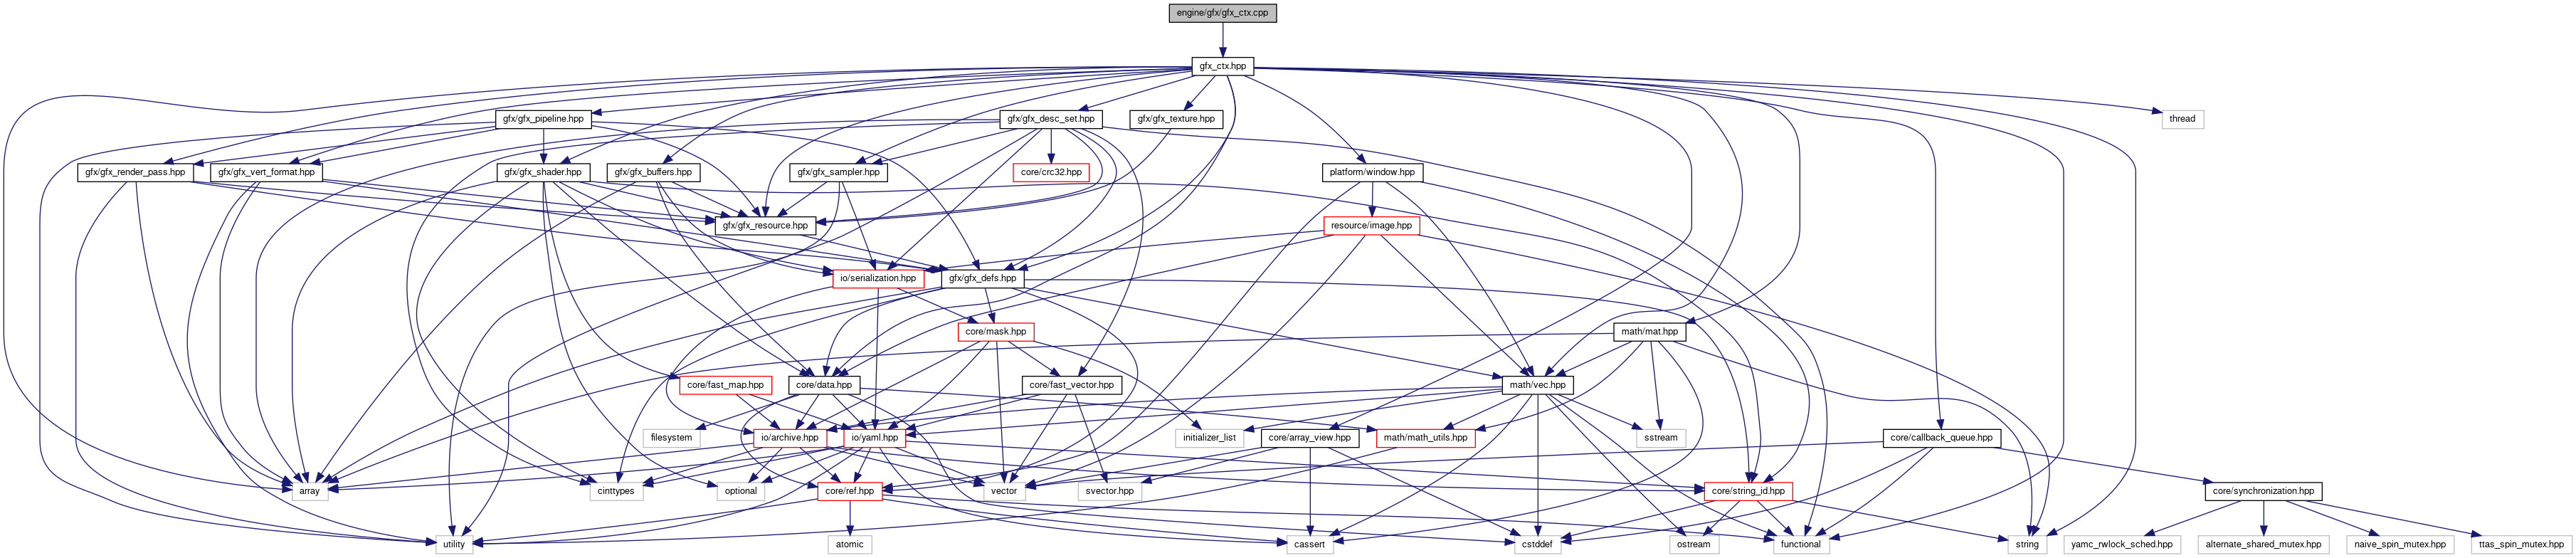 engine/gfx/gfx_ctx.cpp
gfx_ctx.hpp
gfx/gfx_pipeline.hpp
gfx/gfx_desc_set.hpp
gfx/gfx_texture.hpp
thread
gfx/gfx_render_pass.hpp
gfx/gfx_vert_format.hpp
gfx/gfx_shader.hpp
gfx/gfx_buffers.hpp
gfx/gfx_sampler.hpp
core/crc32.hpp
platform/window.hpp
gfx/gfx_resource.hpp
resource/image.hpp
io/serialization.hpp
gfx/gfx_defs.hpp
core/mask.hpp
math/mat.hpp
core/fast_map.hpp
core/data.hpp
core/fast_vector.hpp
math/vec.hpp
filesystem
io/archive.hpp
io/yaml.hpp
initializer_list
core/array_view.hpp
math/math_utils.hpp
sstream
core/callback_queue.hpp
array
cinttypes
optional
core/ref.hpp
vector
svector.hpp
core/string_id.hpp
core/synchronization.hpp
utility
atomic
cassert
cstddef
ostream
functional
string
yamc_rwlock_sched.hpp
alternate_shared_mutex.hpp
naive_spin_mutex.hpp
ttas_spin_mutex.hpp